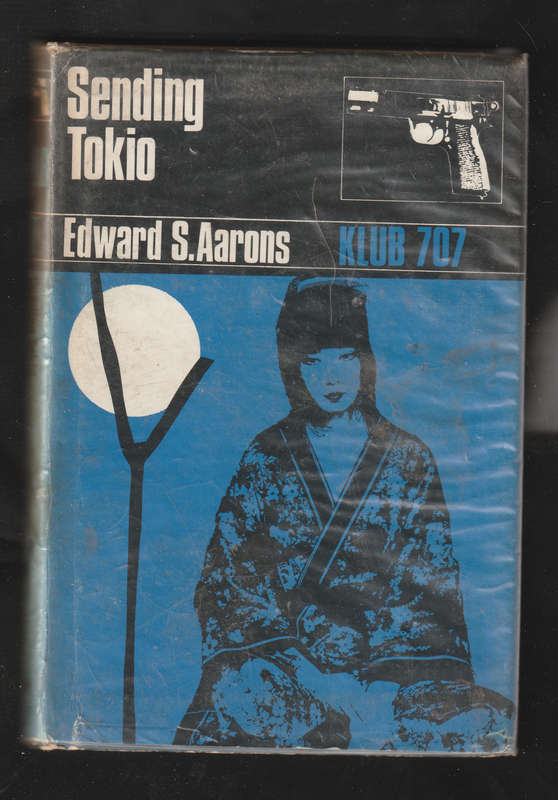 Sending
Tokio
Edward S.Aarons
KLUB 707